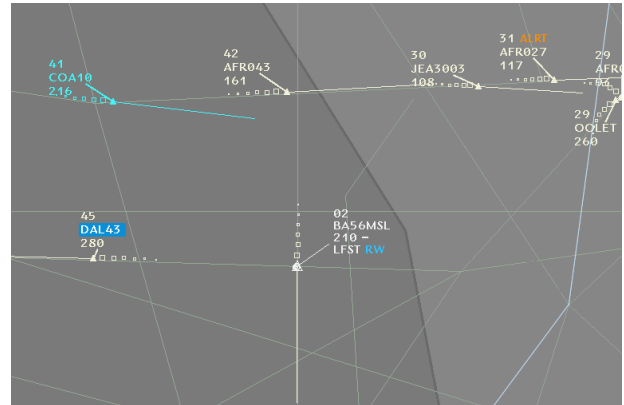 41
COA10
216
42
AFR043
161
30
JEA3003
108
31 ALRT
AFR027
117
29
29
OOLET
260
45
DAL43
280
02
BA56MSL
210 –
LFST RW